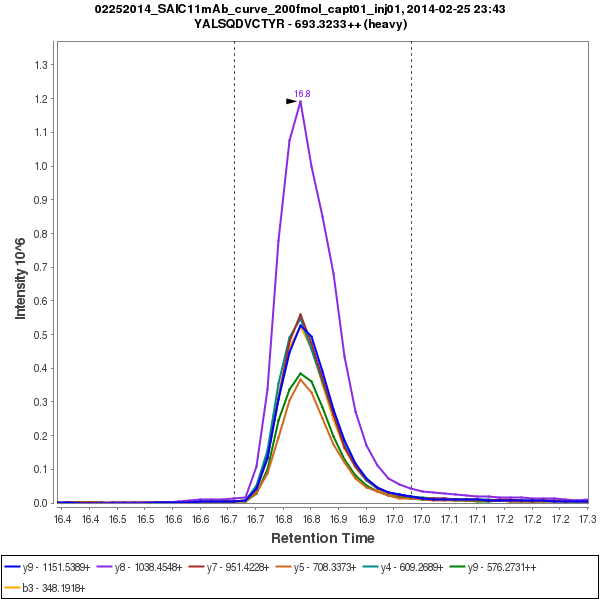 02252014_SAIC11mAb_curve_200fmol_capt01_inj01, 2014-02-25 23:43
YALSQDVCTYR - 693.3233++ (heavy)
16.8
1.3
1.2
1.1
1.0
0.9
0.8
0.7
0.6
0.5
0.4
0.3
0.2
0.1
0.0
Intensity 10^6
16.4 16.4 16.5 16.5 16.6 16.6 16.7 16.7 16.8 16.8 16.9 16.9 17.0 17.0 17.1 17.1 17.2 17.2 17.3
Retention Time
y9 - 1151.5389+ y8 - 1038.4548+ y7 - 951.4228+ y5 - 708.3373+ y4 - 609.2689+ y9 - 576.2731++
b3 - 348.1918+